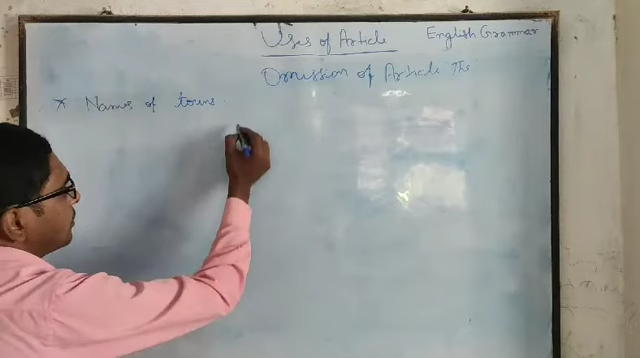 Uses of Article
English Grammar
Omission of Article The
* Names of towns.